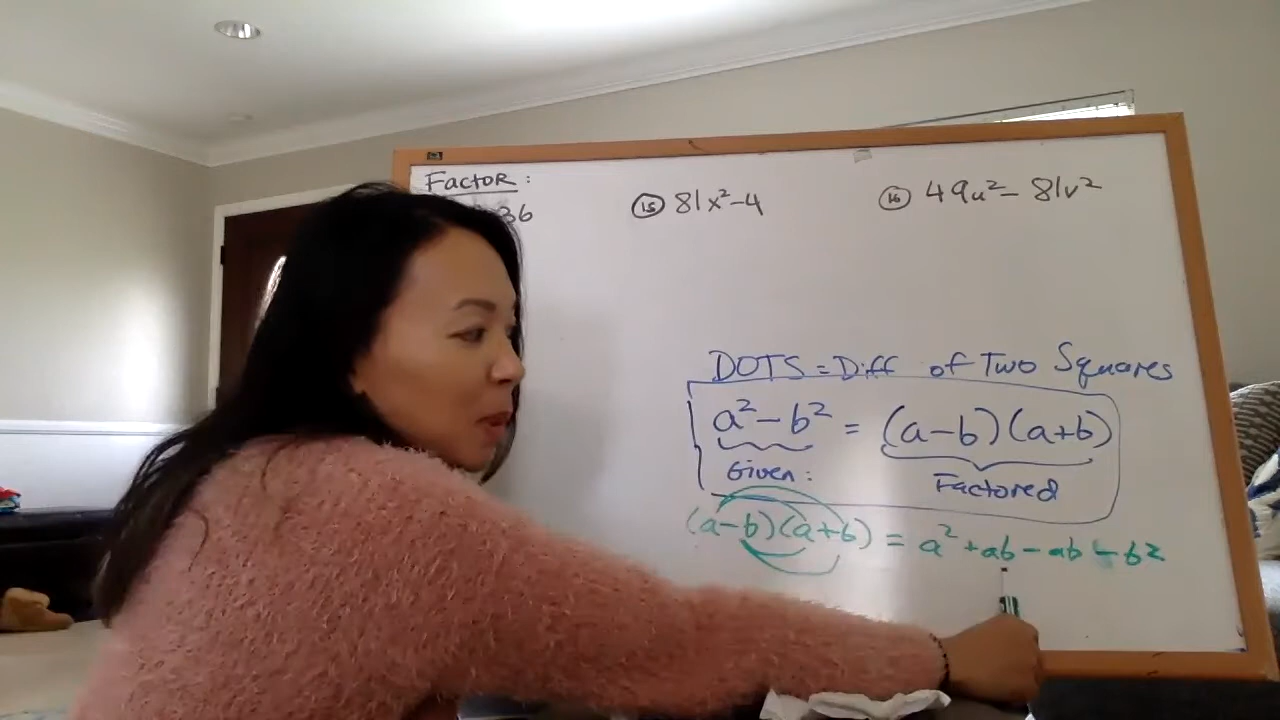 Factor:
36
(15) 81x²-4
(16) 49u²- 81v²
DOTS = Diff of Two Squares
a²-b² = (a-b)(a+b)
Given: Factored
(a-b)(a+b) = a²+ab-ab-b²